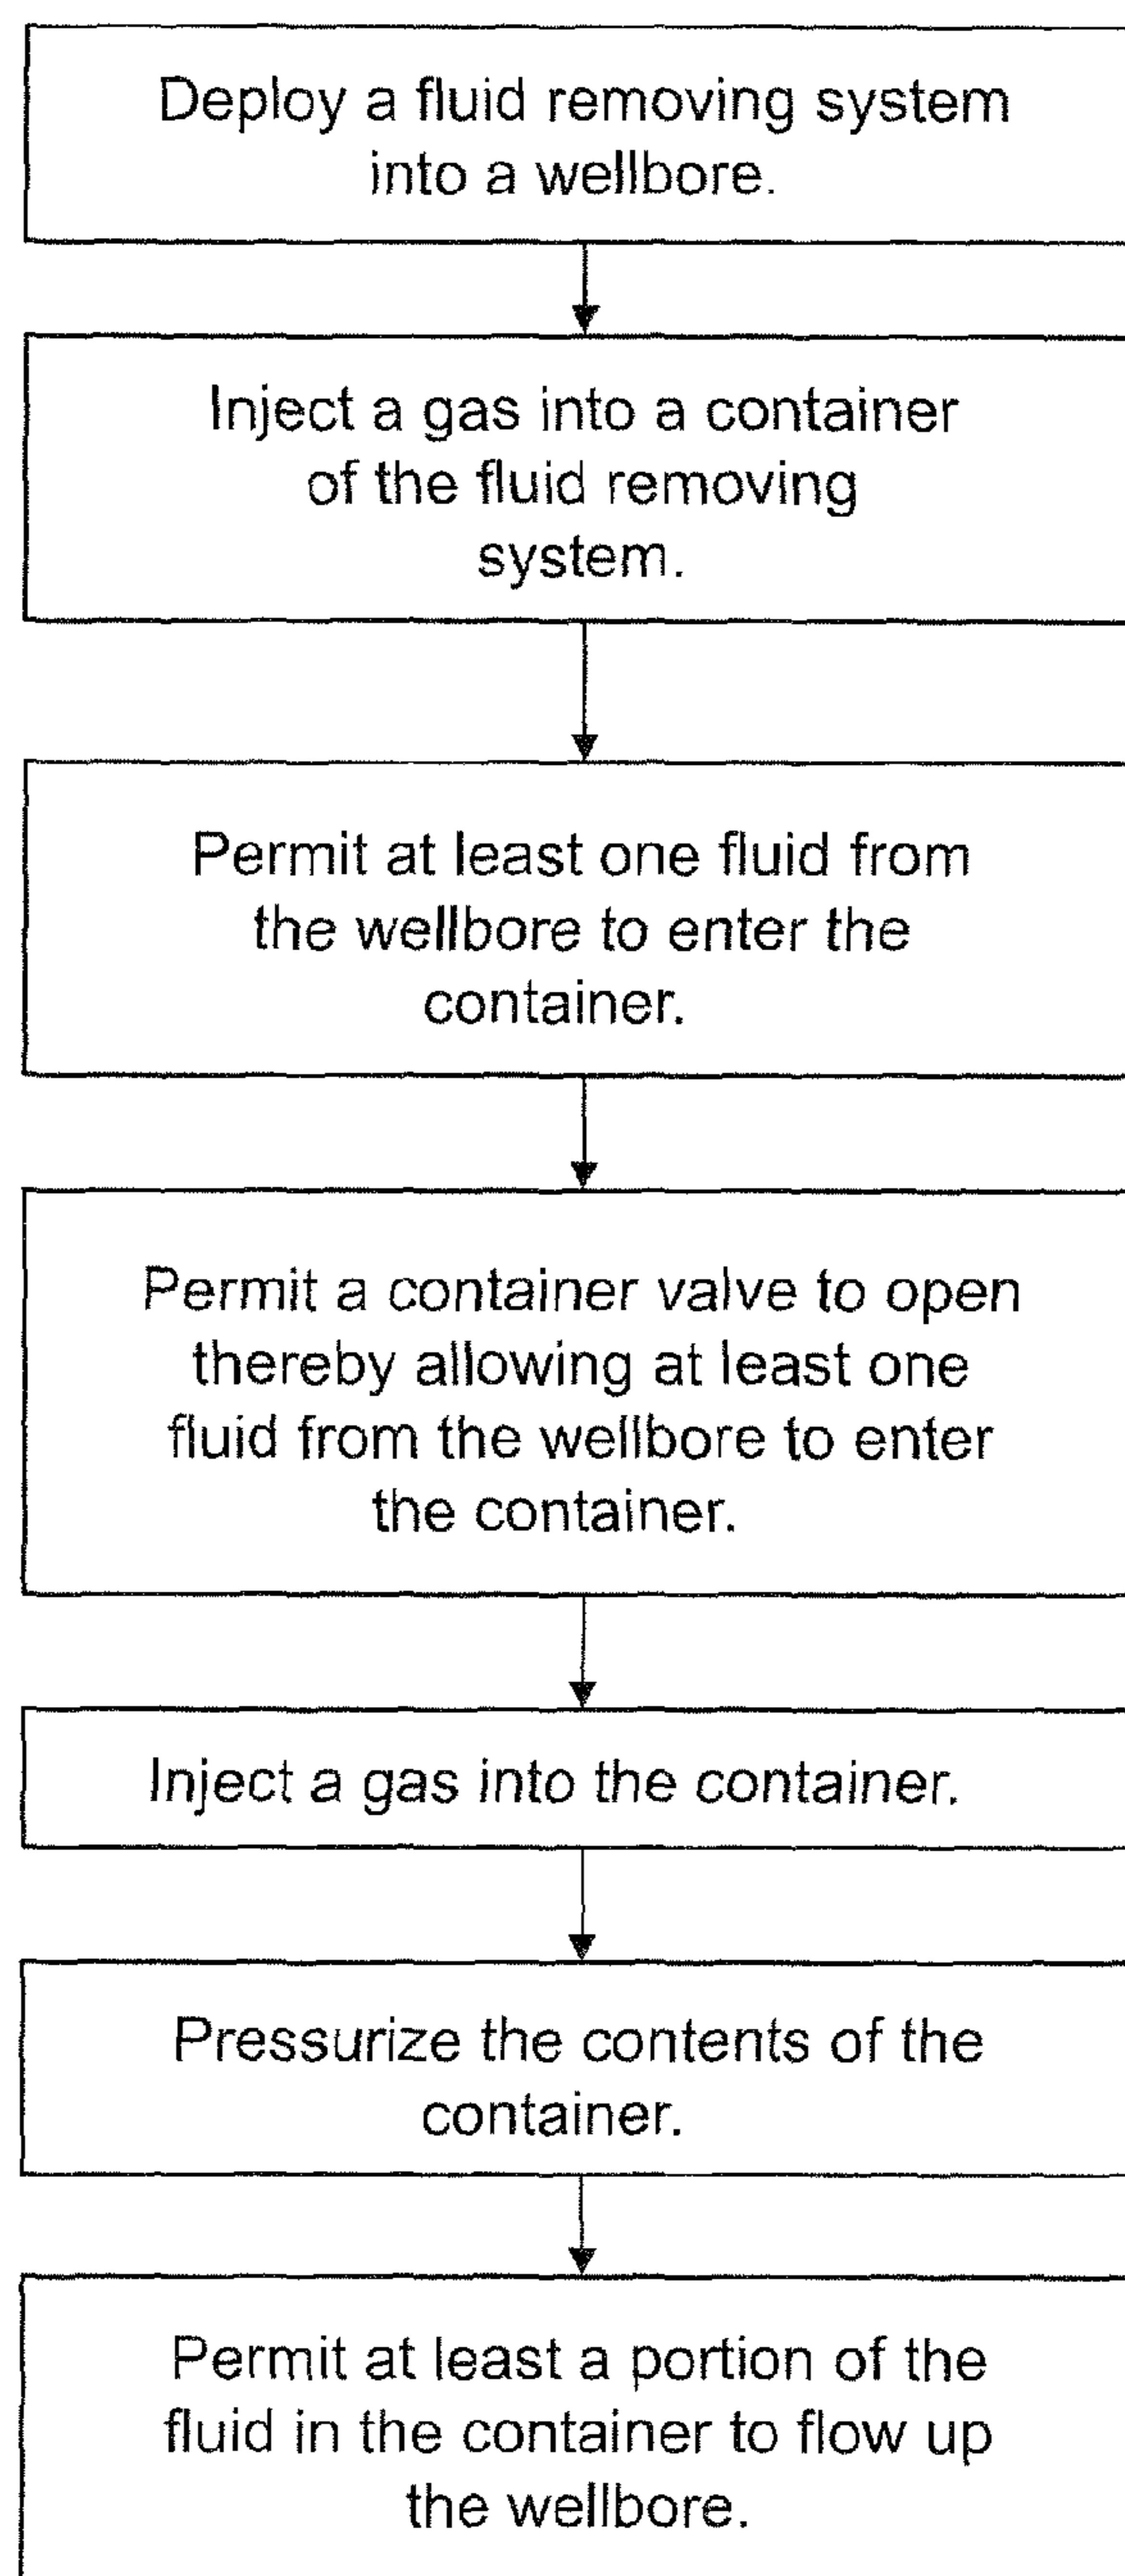 Deploy a fluid removing system
into a wellbore.
Inject a gas into a container
of the fluid removing
system.
Permit at least one fluid from
the wellbore to enter the
container.
Permit a container valve to open
thereby allowing at least one
fluid from the wellbore to enter
the container.
Inject a gas into the container.
Pressurize the contents of the
container.
Permit at least a portion of the
fluid in the container to flow up
the wellbore.